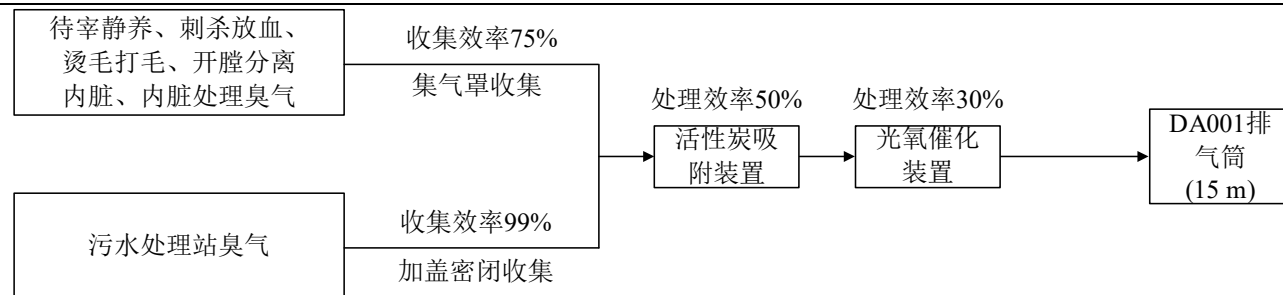 待宰静养、刺杀放血、
烫毛打毛、开膛分离
内脏、内脏处理臭气
收集效率75%
集气罩收集
污水处理站臭气
收集效率99%
加盖密闭收集
处理效率50%
活性炭吸
附装置
处理效率30%
光氧催化
装置
DA001排
气筒
(15 m)